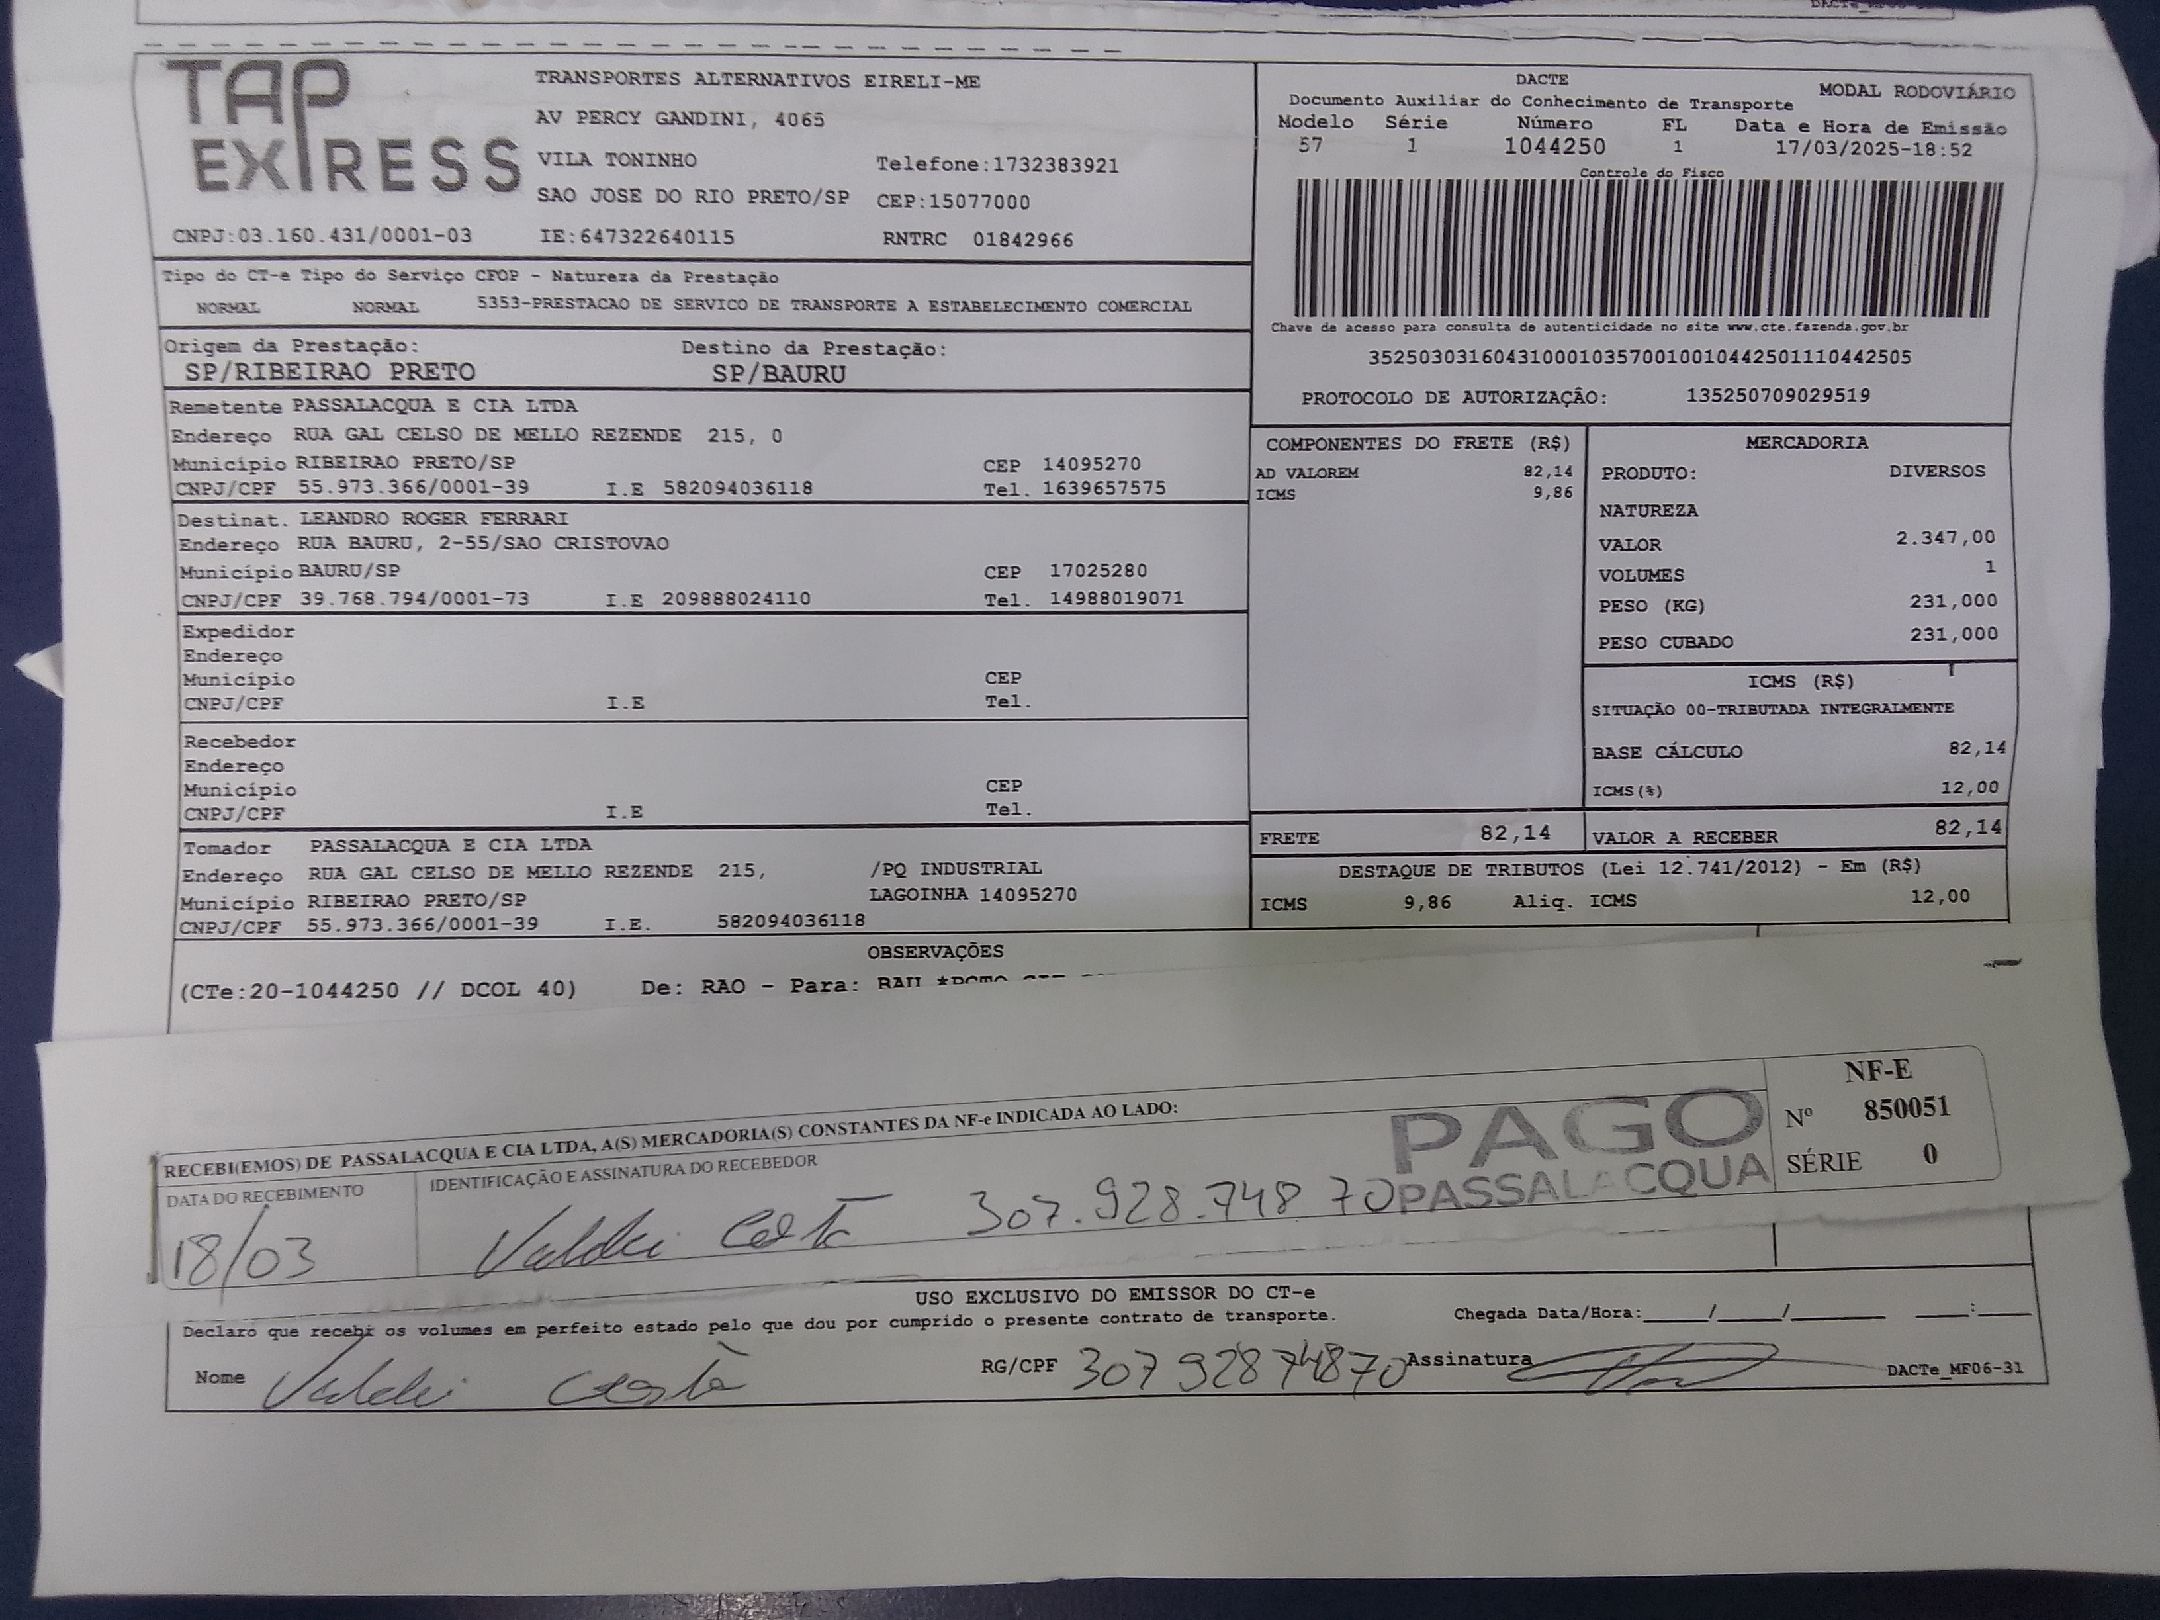 TAP EXPRESS
TRANSPORTES ALTERNATIVOS EIRELI-ME
AV PERCY GANDINI, 4065
VILA TONINHO Telefone:1732383921
SAO JOSE DO RIO PRETO/SP CEP:15077000
CNPJ:03.160.431/0001-03 IE:647322640115 RNTRC 01842966
DACTE MODAL RODOVIÁRIO
Documento Auxiliar do Conhecimento de Transporte
Modelo Série Número FL Data e Hora de Emissão
57 1 1044250 1 17/03/2025-18:52
Controle do Fisco
Chave de acesso para consulta de autenticidade no site www.cte.fazenda.gov.br
35250303160431000103570010010442501110442505
PROTOCOLO DE AUTORIZAÇÃO: 135250709029519
Tipo do CT-e Tipo do Serviço CFOP - Natureza da Prestação
NORMAL NORMAL 5353-PRESTACAO DE SERVICO DE TRANSPORTE A ESTABELECIMENTO COMERCIAL
Origem da Prestação: Destino da Prestação:
SP/RIBEIRAO PRETO SP/BAURU
Remetente PASSALACQUA E CIA LTDA
Endereço RUA GAL CELSO DE MELLO REZENDE 215, 0
Município RIBEIRAO PRETO/SP CEP 14095270
CNPJ/CPF 55.973.366/0001-39 I.E 582094036118 Tel. 1639657575
Destinat. LEANDRO ROGER FERRARI
Endereço RUA BAURU, 2-55/SAO CRISTOVAO
Município BAURU/SP CEP 17025280
CNPJ/CPF 39.768.794/0001-73 I.E 209888024110 Tel. 14988019071
Expedidor
Endereço
Município CEP
CNPJ/CPF I.E Tel.
Recebedor
Endereço
Município CEP
CNPJ/CPF I.E Tel.
Tomador PASSALACQUA E CIA LTDA
Endereço RUA GAL CELSO DE MELLO REZENDE 215, /PQ INDUSTRIAL
Município RIBEIRAO PRETO/SP LAGOINHA 14095270
CNPJ/CPF 55.973.366/0001-39 I.E. 582094036118
COMPONENTES DO FRETE (R$)
AD VALOREM 82,14
ICMS 9,86
FRETE 82,14
MERCADORIA
PRODUTO: DIVERSOS
NATUREZA
VALOR 2.347,00
VOLUMES 1
PESO (KG) 231,000
PESO CUBADO 231,000
ICMS (R$)
SITUAÇÃO 00-TRIBUTADA INTEGRALMENTE
BASE CÁLCULO 82,14
ICMS(%) 12,00
VALOR A RECEBER 82,14
DESTAQUE DE TRIBUTOS (Lei 12.741/2012) - Em (R$)
ICMS 9,86 Aliq. ICMS 12,00
OBSERVAÇÕES
(CTe:20-1044250 // DCOL 40) De: RAO - Para: BAU
RECEBI(EMOS) DE PASSALACQUA E CIA LTDA, A(S) MERCADORIA(S) CONSTANTES DA NF-e INDICADA AO LADO:
DATA DO RECEBIMENTO IDENTIFICAÇÃO E ASSINATURA DO RECEBEDOR
18/03 Valdei Costa 307.928.748 70
PAGO
PASSALACQUA
NF-E
Nº 850051
SÉRIE 0
USO EXCLUSIVO DO EMISSOR DO CT-e
Declaro que recebi os volumes em perfeito estado pelo que dou por cumprido o presente contrato de transporte. Chegada Data/Hora:____/____/______ ___:___
Nome Valdei Costa RG/CPF 30792874870 Assinatura DACTe_MF06-31